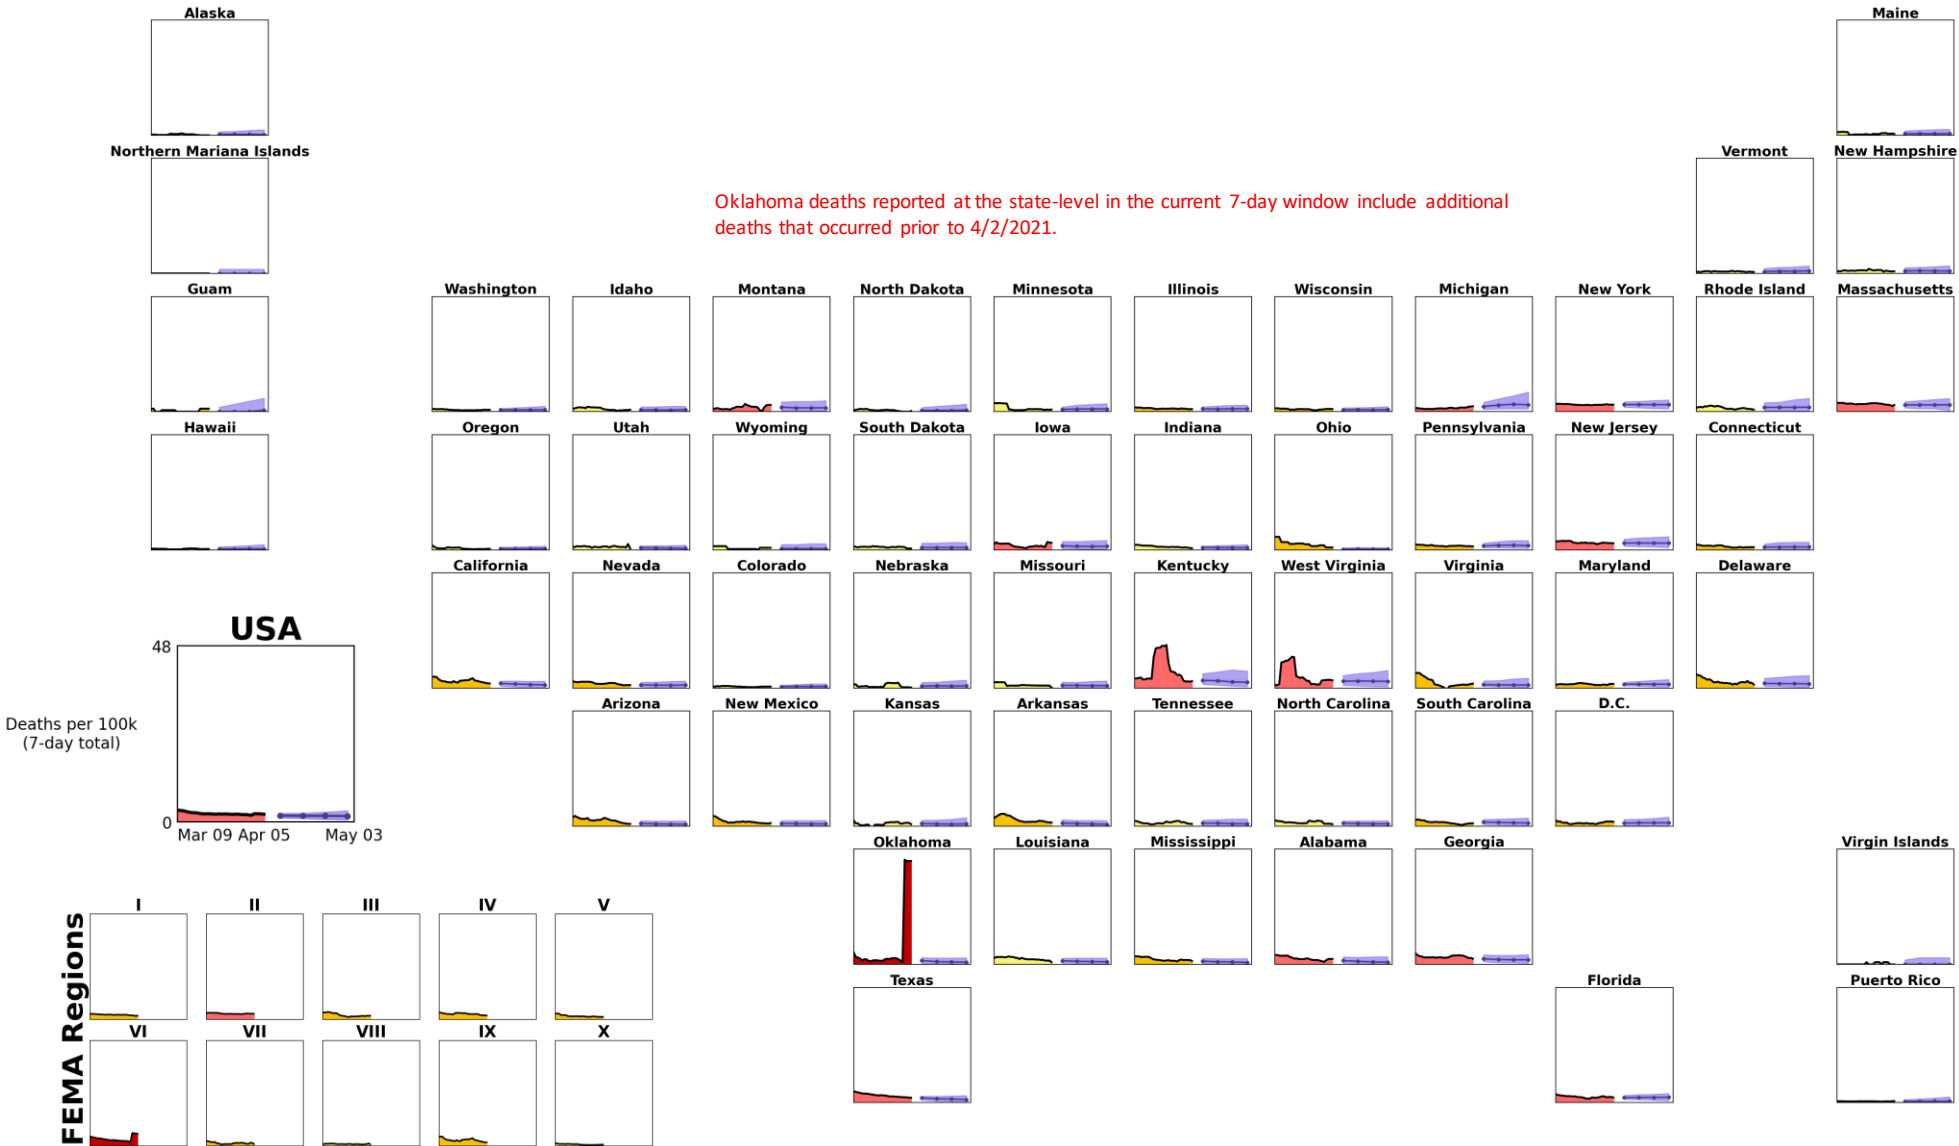 Alaska
Maine
Northern Mariana Islands
Vermont
New Hampshire
Oklahoma deaths reported at the state-level in the current 7-day window include additional
deaths that occurred prior to 4/2/2021.
Guam
Washington
Idaho
Montana
North Dakota
Minnesota
Illinois
Wisconsin
Michigan
New York
Rhode Island
Massachusetts
Hawaii
Oregon
Utah
Wyoming
South Dakota
Iowa
Indiana
Ohio
Pennsylvania
New Jersey
Connecticut
California
Nevada
Colorado
Nebraska
Missouri
Kentucky
West Virginia
Virginia
Maryland
Delaware
USA
48
Deaths per 100k
(7-day total)
0
Mar 09 Apr 05 May 03
Arizona
New Mexico
Kansas
Arkansas
Tennessee
North Carolina
South Carolina
D.C.
Oklahoma
Louisiana
Mississippi
Alabama
Georgia
Virgin Islands
Texas
Florida
Puerto Rico
FEMA Regions
I
II
III
IV
V
VI
VII
VIII
IX
X